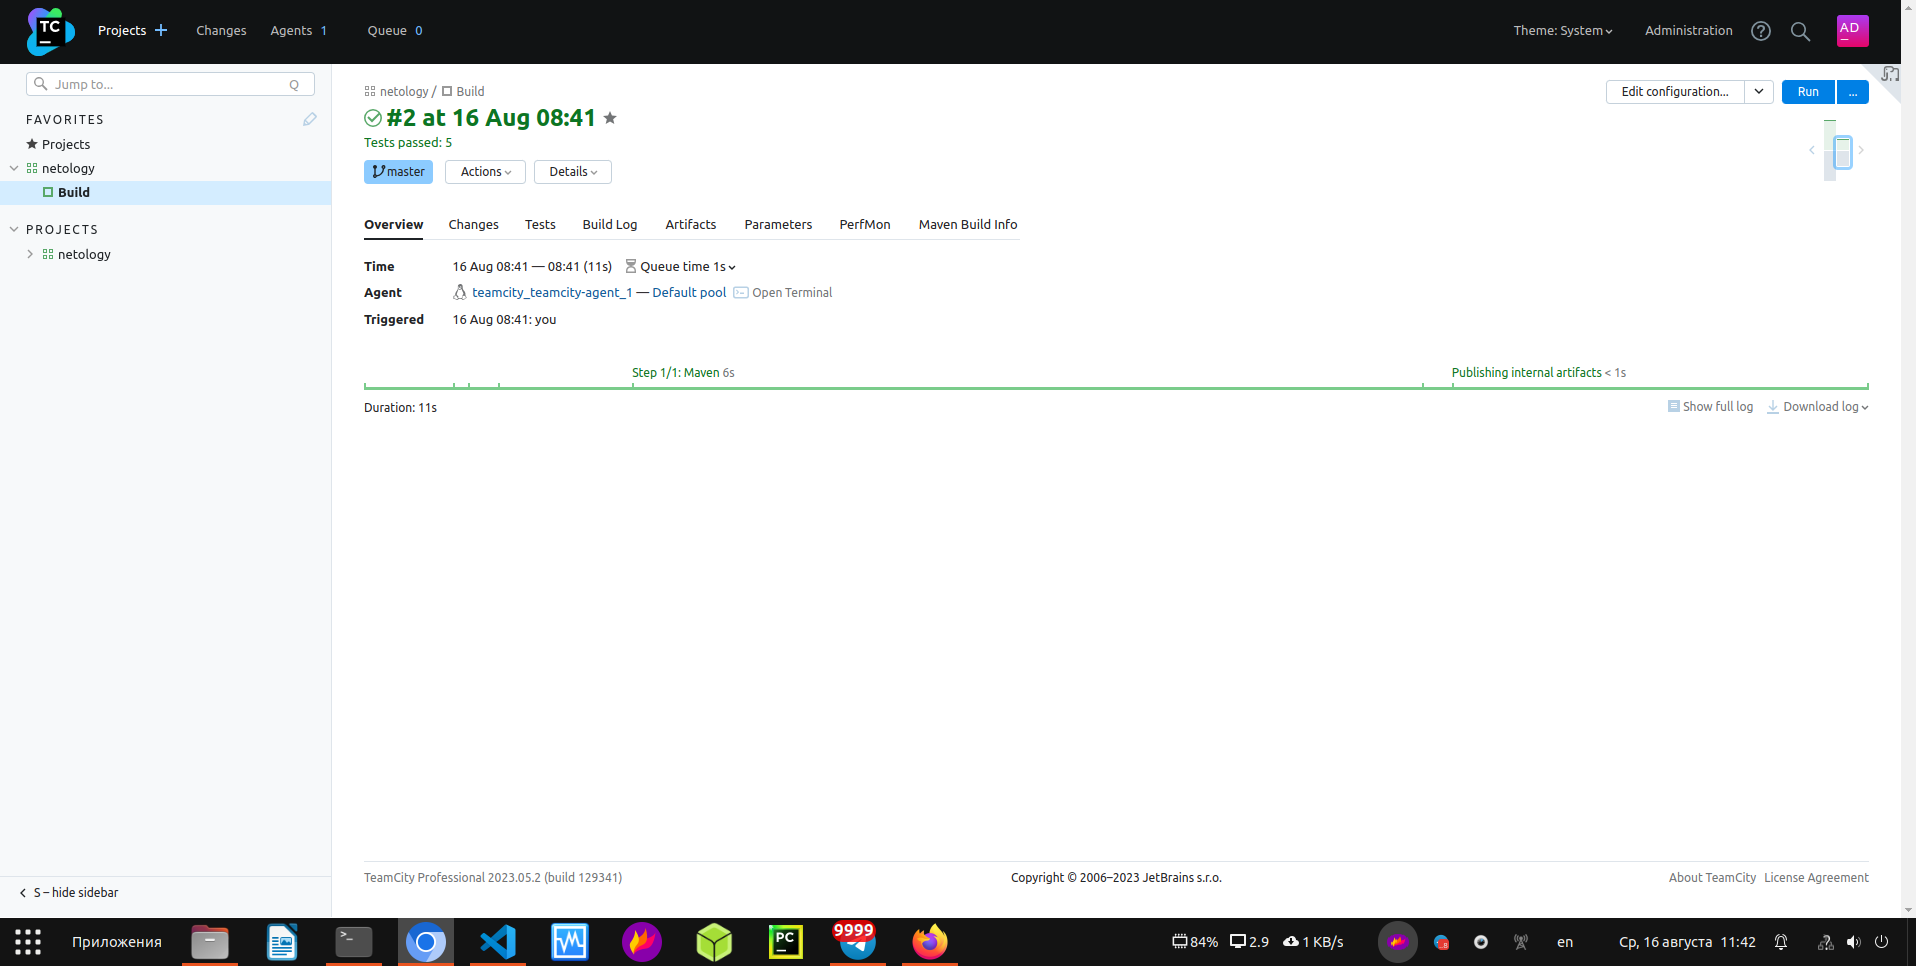 TC Projects Changes Agents 1 Queue 0 Theme: System Administration AD
Jump to... Q
FAVORITES
Projects
netology
Build
PROJECTS
netology
S – hide sidebar
netology / Build
Edit configuration... Run ...
#2 at 16 Aug 08:41
Tests passed: 5
master Actions Details
Overview Changes Tests Build Log Artifacts Parameters PerfMon Maven Build Info
Time 16 Aug 08:41 — 08:41 (11s) Queue time 1s
Agent teamcity_teamcity-agent_1 — Default pool Open Terminal
Triggered 16 Aug 08:41: you
Step 1/1: Maven 6s Publishing internal artifacts < 1s
Duration: 11s Show full log Download log
TeamCity Professional 2023.05.2 (build 129341) Copyright © 2006–2023 JetBrains s.r.o. About TeamCity License Agreement
Приложения PC 9999 84% 2.9 1 KB/s en Ср, 16 августа 11:42